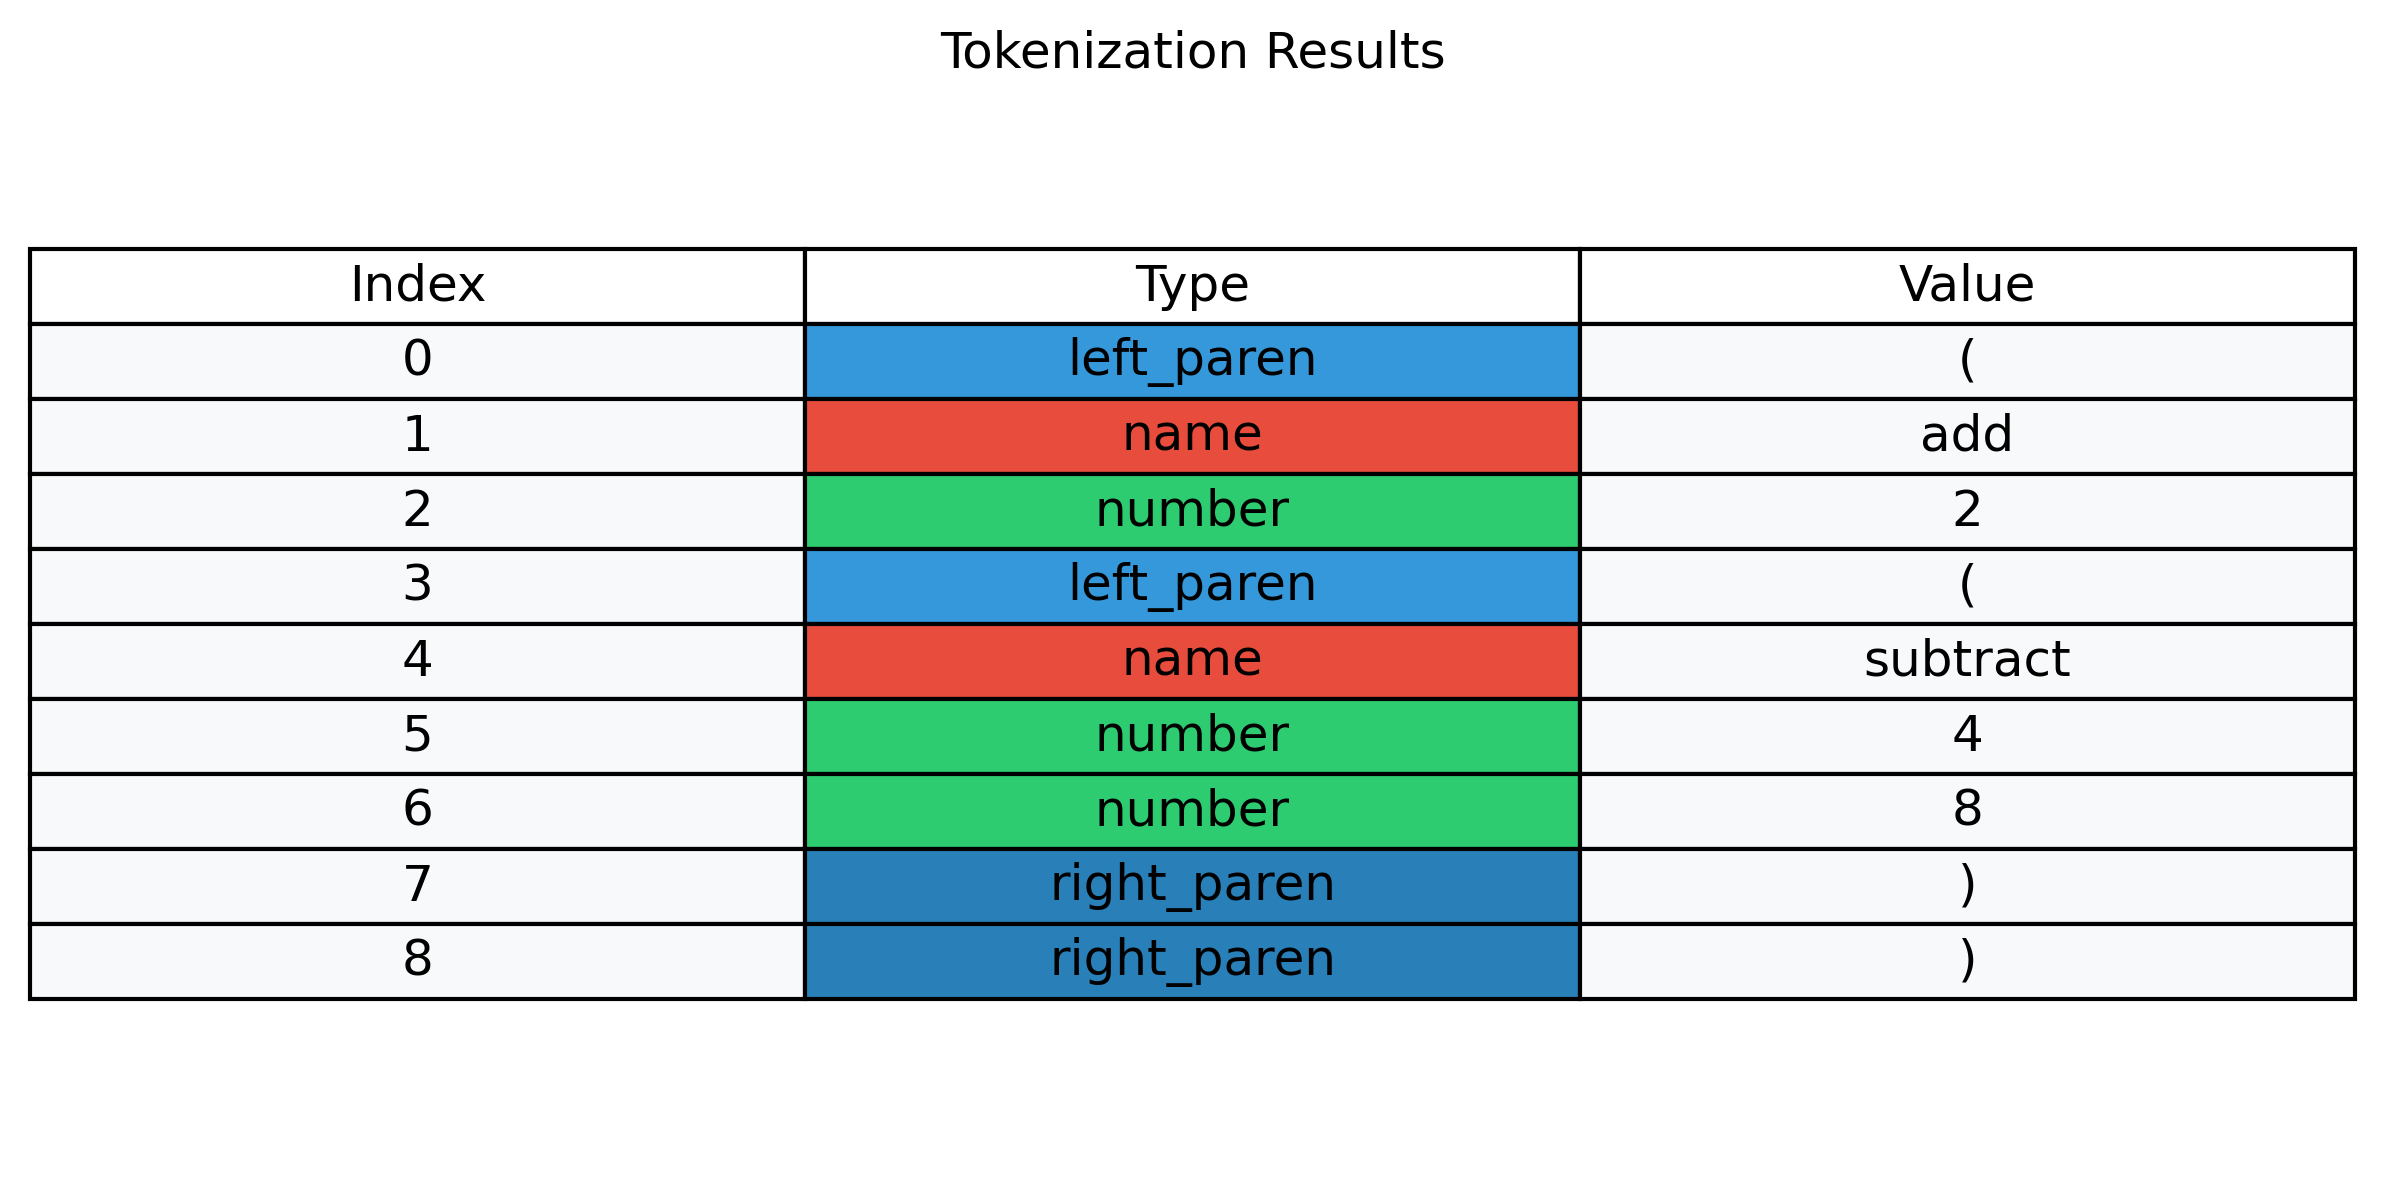 Tokenization Results
Index Type Value
0 left_paren (
1 name add
2 number 2
3 left_paren (
4 name subtract
5 number 4
6 number 8
7 right_paren )
8 right_paren )